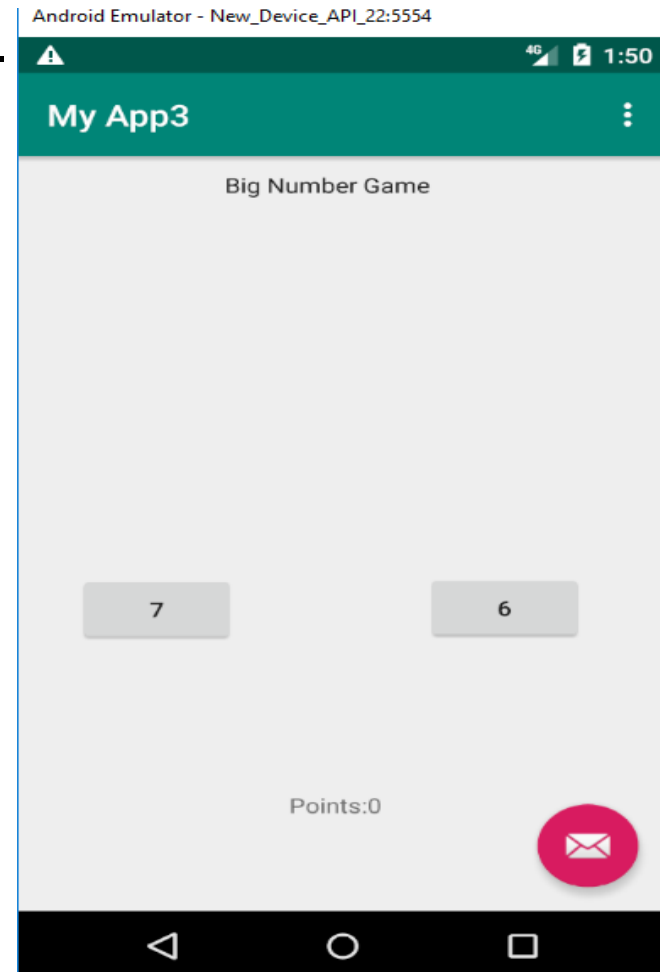 Android Emulator - New_Device_API_22:5554
4G 1:50
My App3
Big Number Game
7 6
Points:0